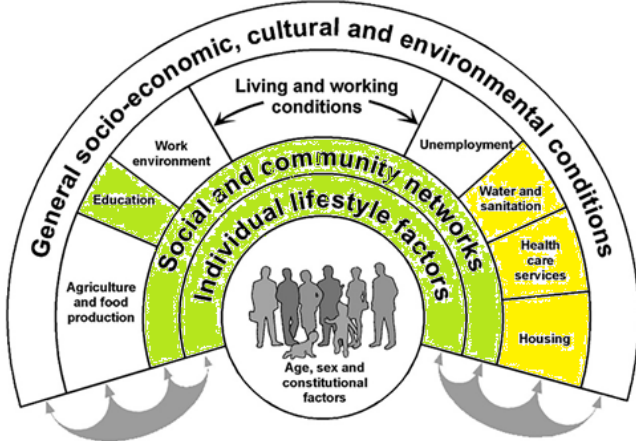 General socio-economic, cultural and environmental conditions
Living and working
conditions
Work
environment
Unemployment
Education
Water and
sanitation
Agriculture
and food
production
Health
care
services
Housing
Social and community networks
Individual lifestyle factors
Age, sex and
constitutional
factors